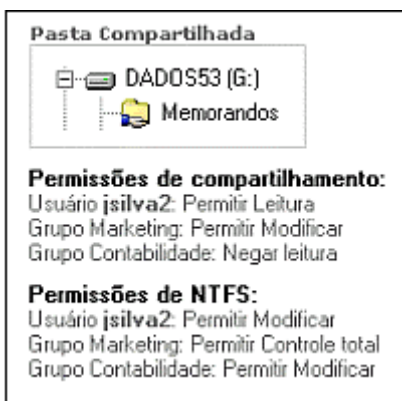 Pasta Compartilhada
DADOS53 (G:)
Memorandos
Permissões de compartilhamento:
Usuário jsilva2: Permitir Leitura
Grupo Marketing: Permitir Modificar
Grupo Contabilidade: Negar leitura
Permissões de NTFS:
Usuário jsilva2: Permitir Modificar
Grupo Marketing: Permitir Controle total
Grupo Contabilidade: Permitir Modificar